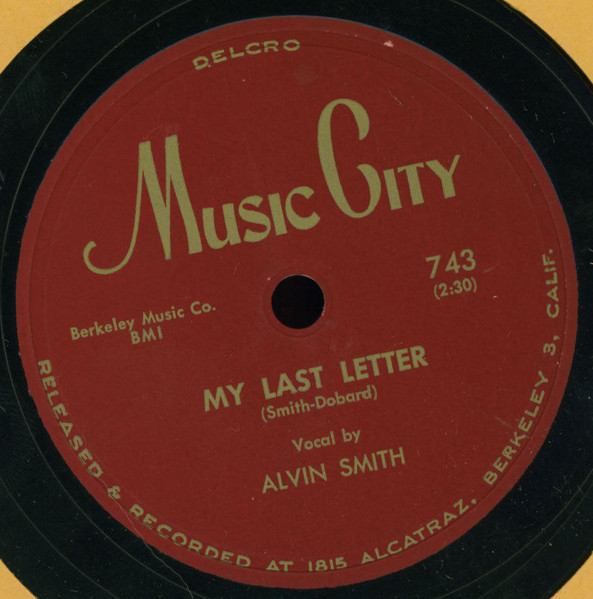 DELCRO
Music City
743
(2:30)
Berkeley Music Co.
BMI
MY LAST LETTER
(Smith-Dobard)
Vocal by
ALVIN SMITH
RELEASED & RECORDED AT 1815 ALCATRAZ, BERKELEY 3, CALIF.